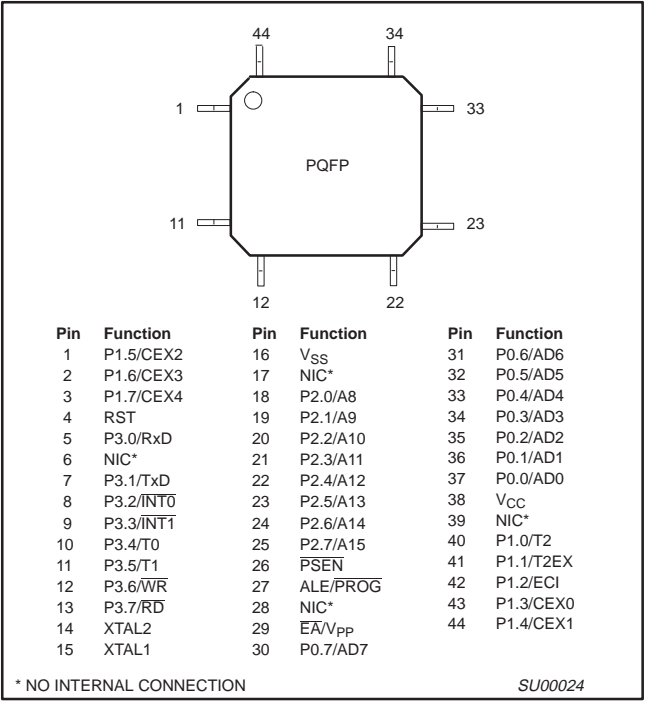 44 34
1 33
PQFP
11 23
12 22
Pin Function Pin Function Pin Function
1 P1.5/CEX2 16 VSS 31 P0.6/AD6
2 P1.6/CEX3 17 NIC* 32 P0.5/AD5
3 P1.7/CEX4 18 P2.0/A8 33 P0.4/AD4
4 RST 19 P2.1/A9 34 P0.3/AD3
5 P3.0/RxD 20 P2.2/A10 35 P0.2/AD2
6 NIC* 21 P2.3/A11 36 P0.1/AD1
7 P3.1/TxD 22 P2.4/A12 37 P0.0/AD0
8 P3.2/INT0 23 P2.5/A13 38 VCC
9 P3.3/INT1 24 P2.6/A14 39 NIC*
10 P3.4/T0 25 P2.7/A15 40 P1.0/T2
11 P3.5/T1 26 PSEN 41 P1.1/T2EX
12 P3.6/WR 27 ALE/PROG 42 P1.2/ECI
13 P3.7/RD 28 NIC* 43 P1.3/CEX0
14 XTAL2 29 EA/VPP 44 P1.4/CEX1
15 XTAL1 30 P0.7/AD7
* NO INTERNAL CONNECTION SU00024